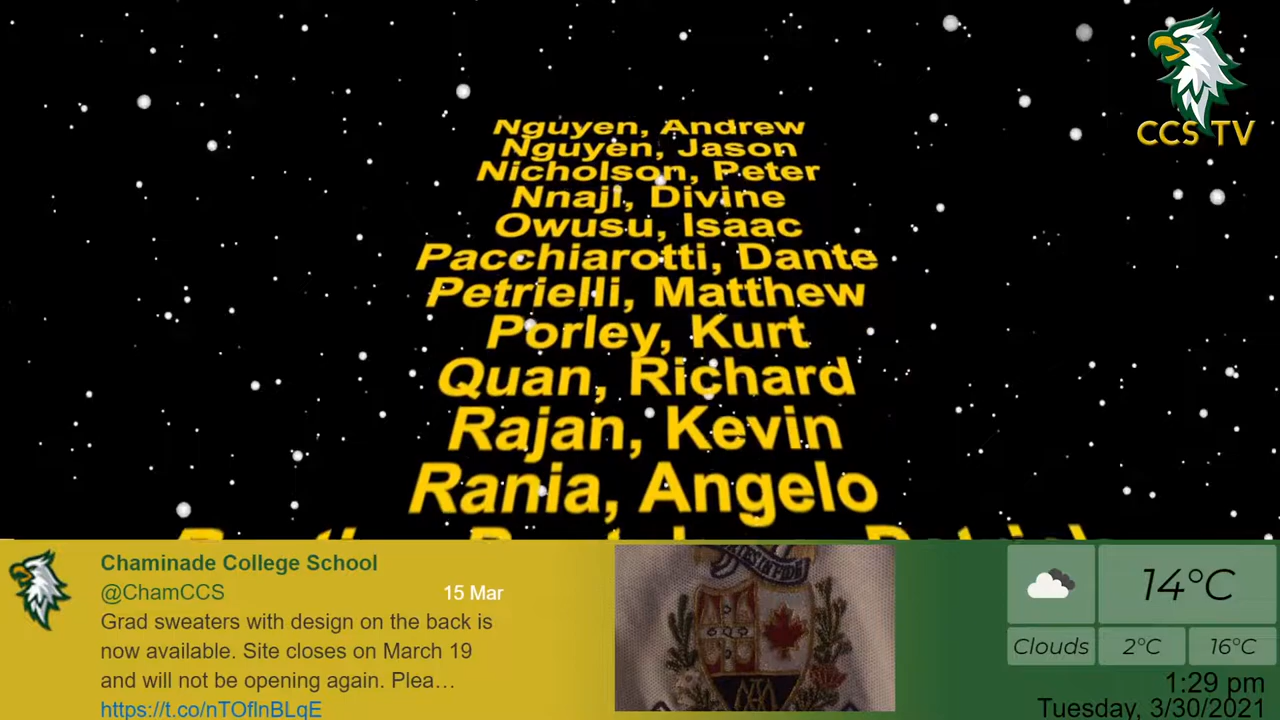 Nguyen, Andrew
Nguyen, Jason
Nicholson, Peter
Nnaji, Divine
Owusu, Isaac
Pacchiarotti, Dante
Petrielli, Matthew
Porley, Kurt
Quan, Richard
Rajan, Kevin
Rania, Angelo
CCS TV
Chaminade College School
@ChamCCS
15 Mar
Grad sweaters with design on the back is
now available. Site closes on March 19
and will not be opening again. Plea…
https://t.co/nTOflnBLqE
14°C
Clouds
2°C
16°C
1:29 pm
Tuesday, 3/30/2021